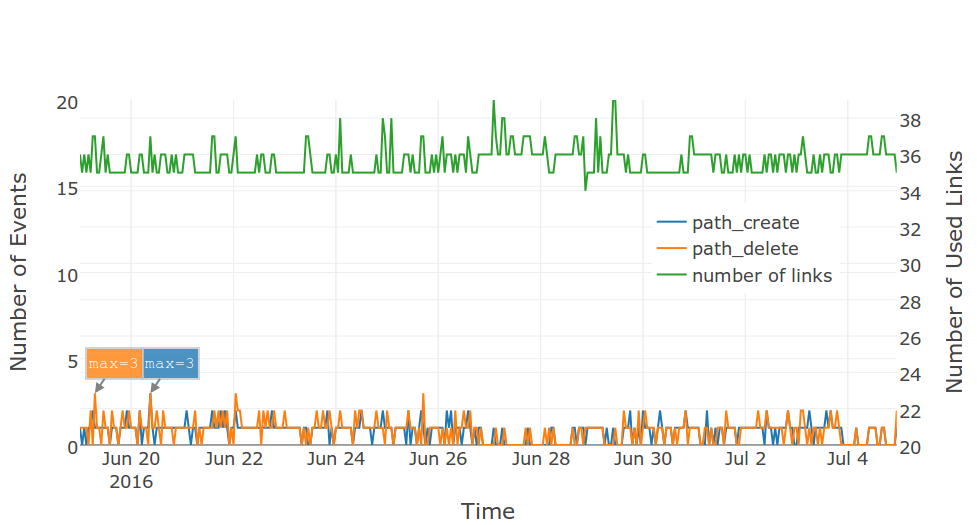 Number of Events
20
15
10
5
0
38
36
34
32
30
28
26
24
22
20
Number of Used Links
path_create
path_delete
number of links
max=3
max=3
Jun 20
2016
Jun 22
Jun 24
Jun 26
Jun 28
Jun 30
Jul 2
Jul 4
Time